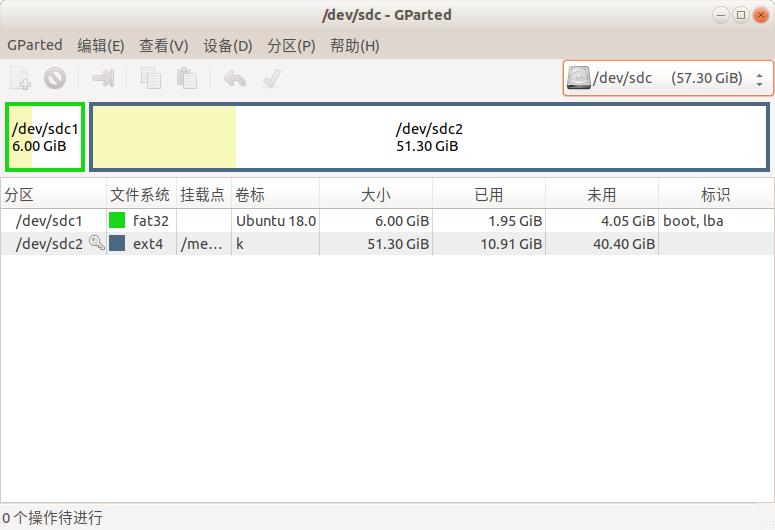 /dev/sdc - GParted
GParted 编辑(E) 查看(V) 设备(D) 分区(P) 帮助(H)
/dev/sdc (57.30 GiB)
/dev/sdc1 /dev/sdc2
6.00 GiB 51.30 GiB
分区 文件系统 挂载点 卷标 大小 已用 未用 标识
/dev/sdc1 fat32 Ubuntu 18.0 6.00 GiB 1.95 GiB 4.05 GiB boot, lba
/dev/sdc2 ext4 /me... k 51.30 GiB 10.91 GiB 40.40 GiB
0 个操作待进行